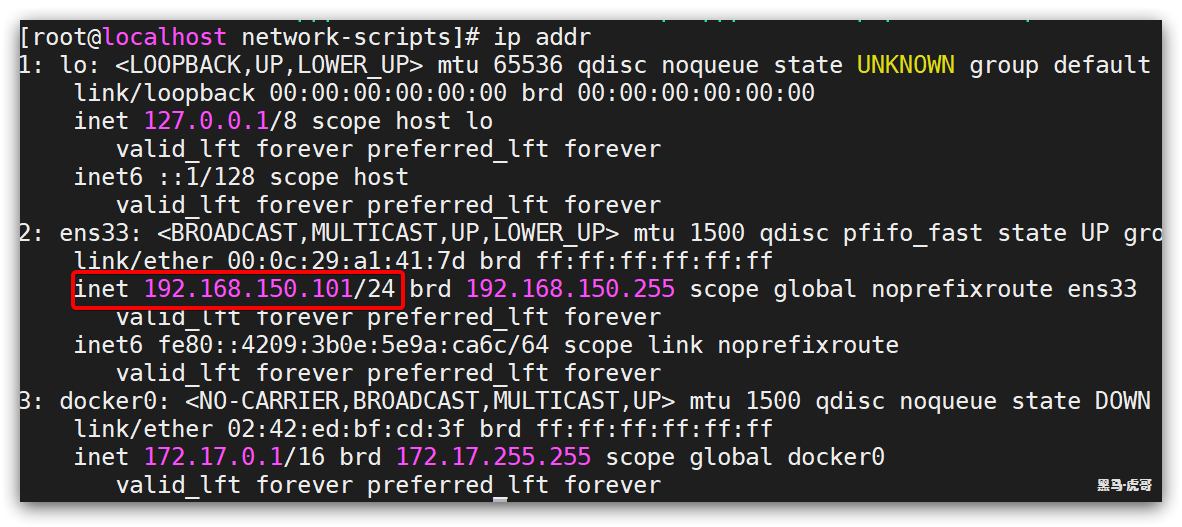 [root@localhost network-scripts]# ip addr
1: lo: <LOOPBACK,UP,LOWER_UP> mtu 65536 qdisc noqueue state UNKNOWN group default
link/loopback 00:00:00:00:00:00 brd 00:00:00:00:00:00
inet 127.0.0.1/8 scope host lo
valid_lft forever preferred_lft forever
inet6 ::1/128 scope host
valid_lft forever preferred_lft forever
2: ens33: <BROADCAST,MULTICAST,UP,LOWER_UP> mtu 1500 qdisc pfifo_fast state UP gro
link/ether 00:0c:29:a1:41:7d brd ff:ff:ff:ff:ff:ff
inet 192.168.150.101/24 brd 192.168.150.255 scope global noprefixroute ens33
valid_lft forever preferred_lft forever
inet6 fe80::4209:3b0e:5e9a:ca6c/64 scope link noprefixroute
valid_lft forever preferred_lft forever
3: docker0: <NO-CARRIER,BROADCAST,MULTICAST,UP> mtu 1500 qdisc noqueue state DOWN
link/ether 02:42:ed:bf:cd:3f brd ff:ff:ff:ff:ff:ff
inet 172.17.0.1/16 brd 172.17.255.255 scope global docker0
valid_lft forever preferred_lft forever
黑马·虎哥